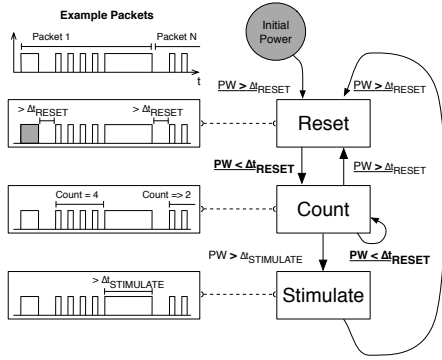 Example Packets
Packet 1
Packet N
t
Initial
Power
PW > Δt_RESET
PW > Δt_RESET
> Δt_RESET
> Δt_RESET
Reset
PW < Δt_RESET
PW > Δt_RESET
Count = 4
Count => 2
Count
PW > Δt_STIMULATE
PW < Δt_RESET
> Δt_STIMULATE
Stimulate